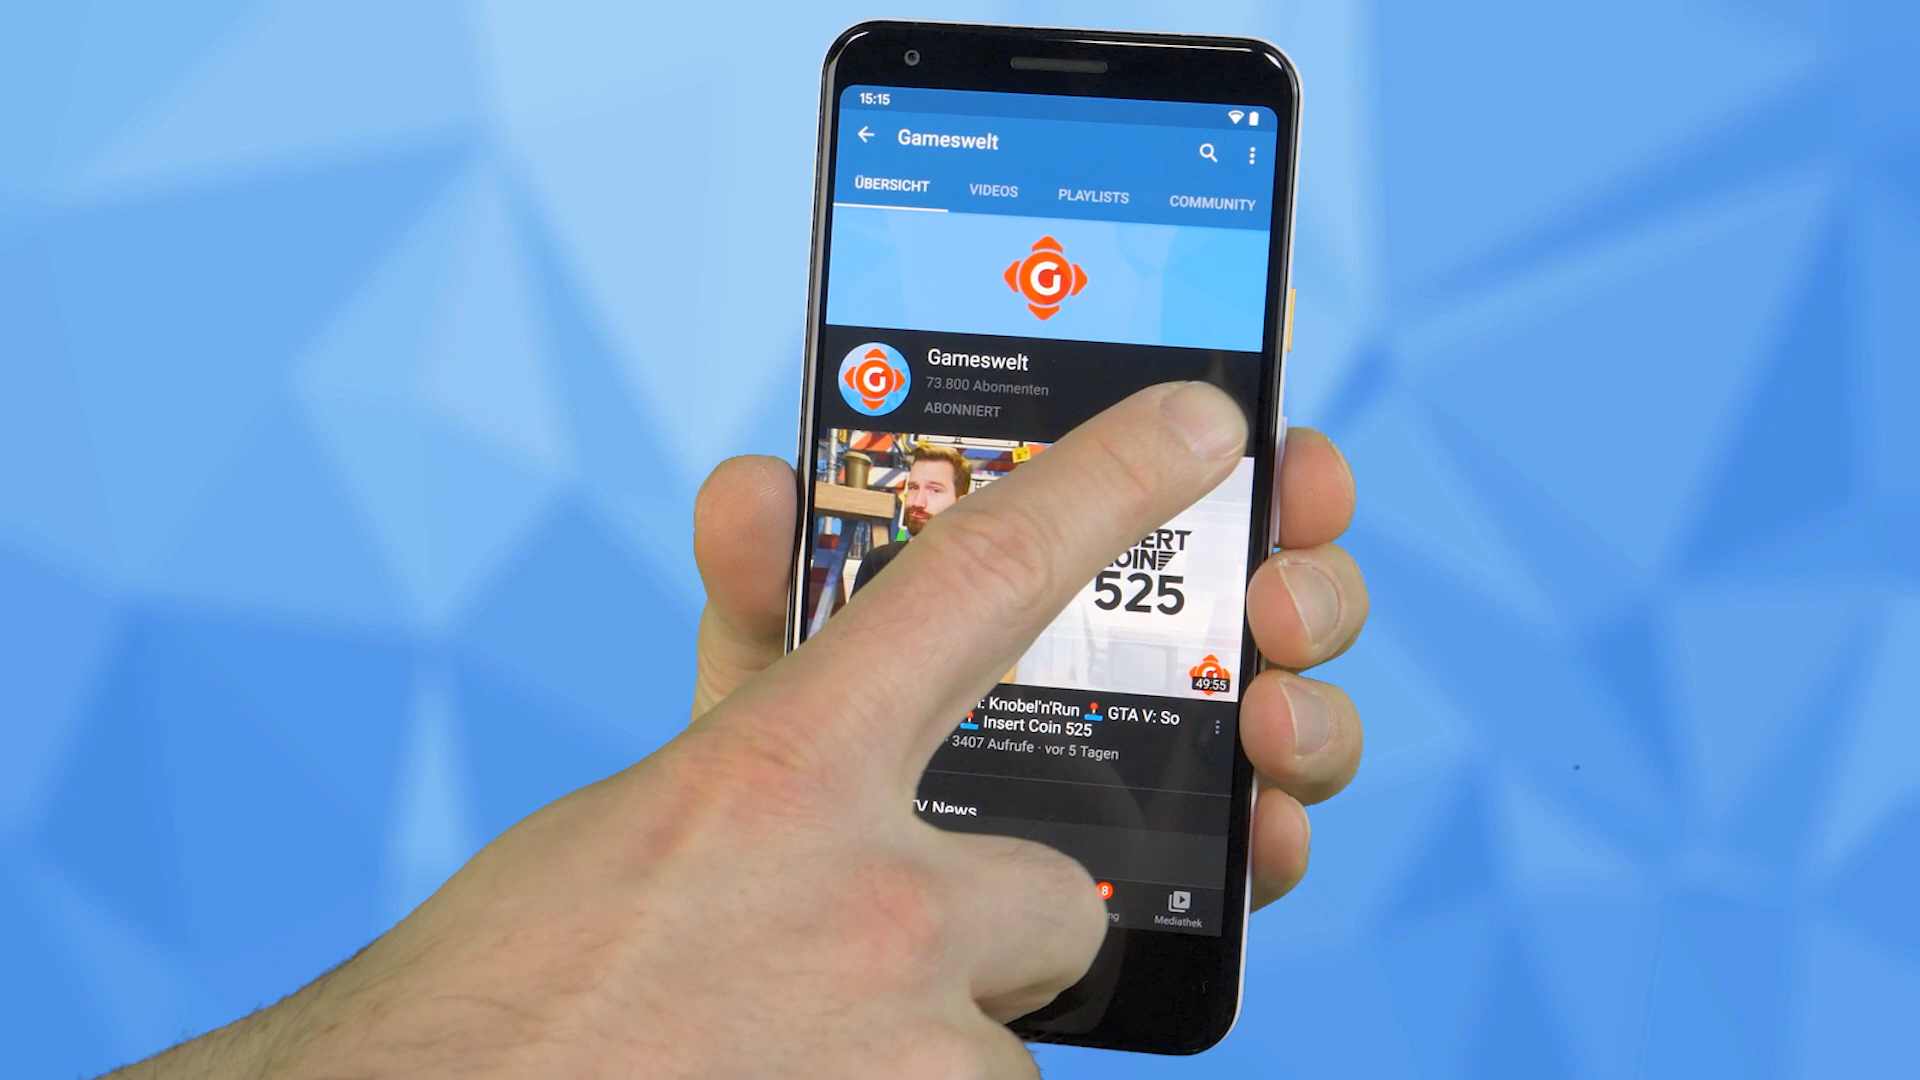 15:15
Gameswelt
ÜBERSICHT VIDEOS PLAYLISTS COMMUNITY
G
Gameswelt
G
73.800 Abonnenten
ABONNIERT
525
49:55
Knobel'n'Run GTA V: So
Insert Coin 525
3407 Aufrufe · vor 5 Tagen
News
8
Mediathek